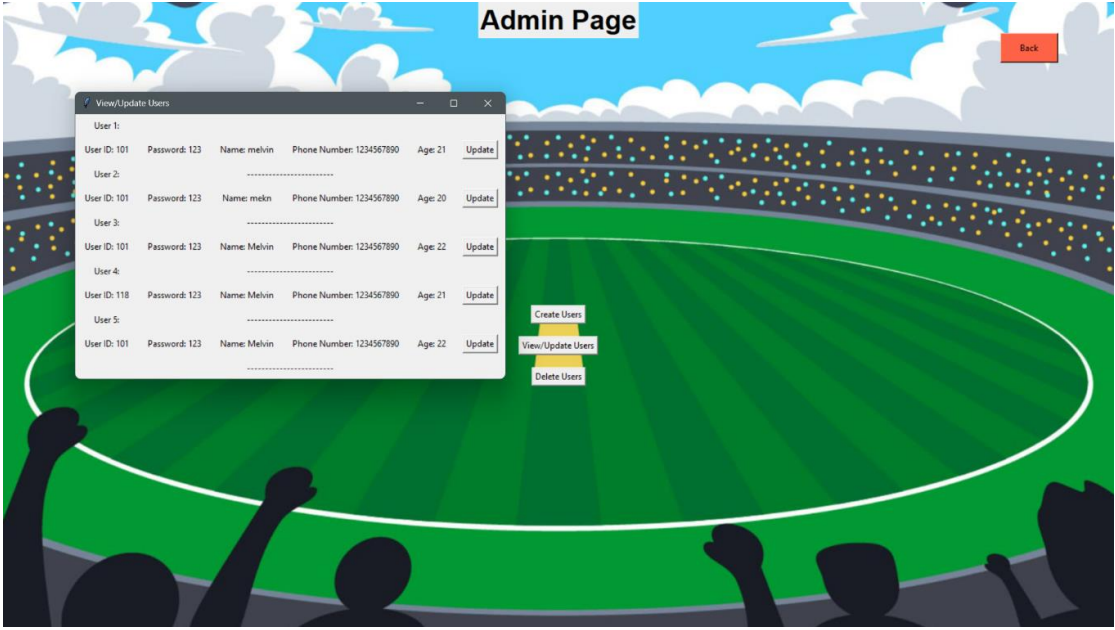 Admin Page
Back
View/Update Users
User 1:
User ID: 101 Password: 123 Name: melvin Phone Number: 1234567890 Age: 21 Update
User 2: ------------------------
User ID: 101 Password: 123 Name: mekn Phone Number: 1234567890 Age: 20 Update
User 3: ------------------------
User ID: 101 Password: 123 Name: Melvin Phone Number: 1234567890 Age: 22 Update
User 4: ------------------------
User ID: 118 Password: 123 Name: Melvin Phone Number: 1234567890 Age: 21 Update
User 5: ------------------------
User ID: 101 Password: 123 Name: Melvin Phone Number: 1234567890 Age: 22 Update
------------------------
Create Users
View/Update Users
Delete Users